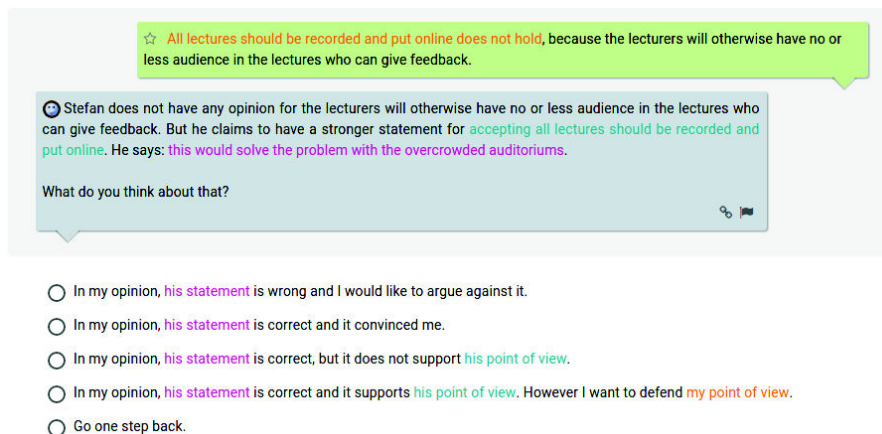 All lectures should be recorded and put online does not hold, because the lecturers will otherwise have no or
less audience in the lectures who can give feedback.
Stefan does not have any opinion for the lecturers will otherwise have no or less audience in the lectures who
can give feedback. But he claims to have a stronger statement for accepting all lectures should be recorded and
put online. He says: this would solve the problem with the overcrowded auditoriums.
What do you think about that?
In my opinion, his statement is wrong and I would like to argue against it.
In my opinion, his statement is correct and it convinced me.
In my opinion, his statement is correct, but it does not support his point of view.
In my opinion, his statement is correct and it supports his point of view. However I want to defend my point of view.
Go one step back.